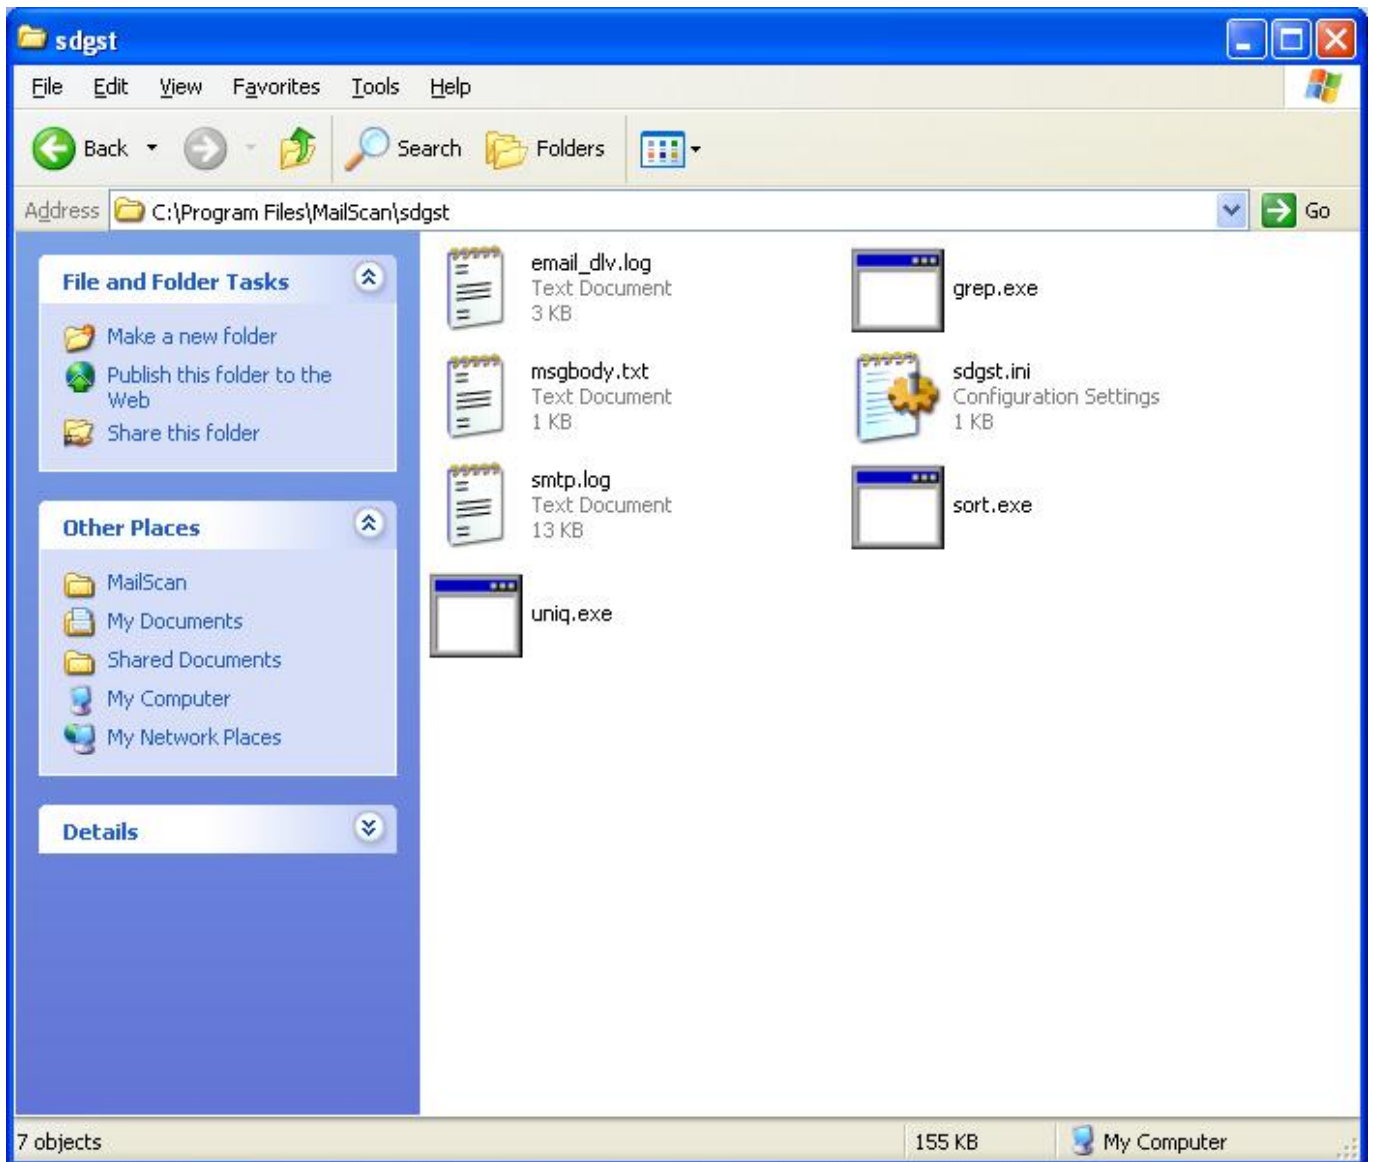 sdgst
File Edit View Favorites Tools Help
Back Search Folders
Address C:\Program Files\MailScan\sdgst Go
File and Folder Tasks
Make a new folder
Publish this folder to the
Web
Share this folder
Other Places
MailScan
My Documents
Shared Documents
My Computer
My Network Places
Details
email_dlv.log
Text Document
3 KB
grep.exe
msgbody.txt
Text Document
1 KB
sdgst.ini
Configuration Settings
1 KB
smtp.log
Text Document
13 KB
sort.exe
uniq.exe
7 objects 155 KB My Computer